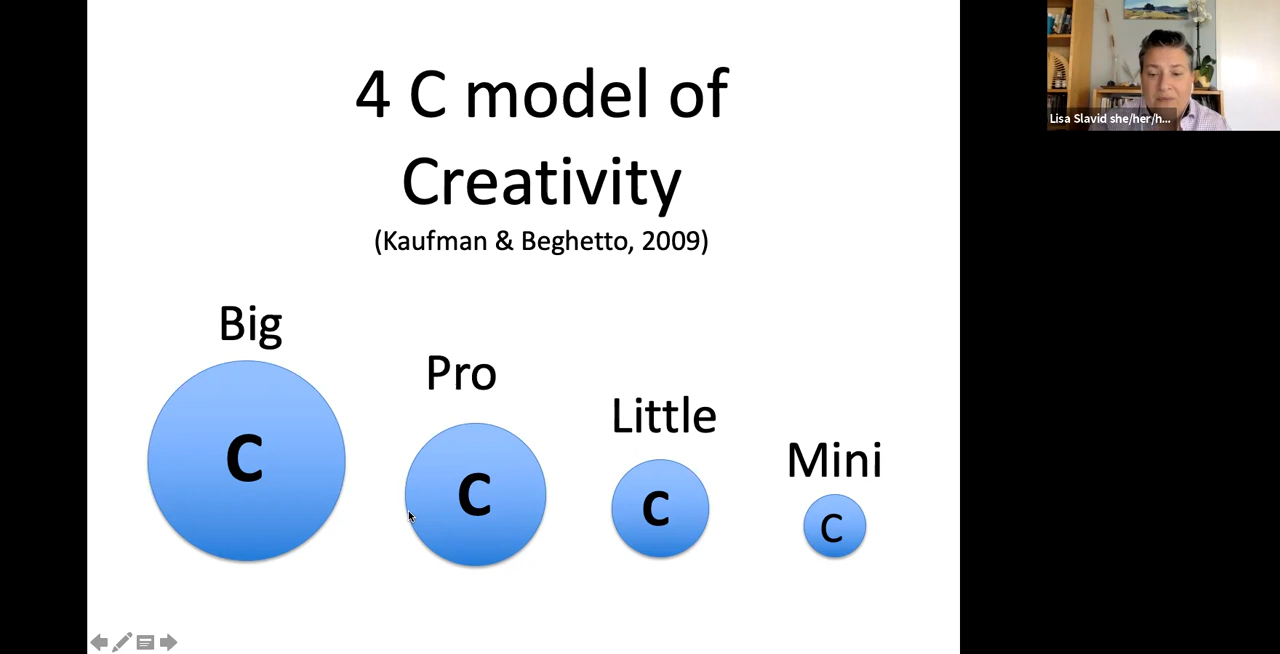 4 C model of
Creativity
(Kaufman & Beghetto, 2009)
Big
Pro
Little
Mini
C
C
C
C
Lisa Slavid she/her/h...